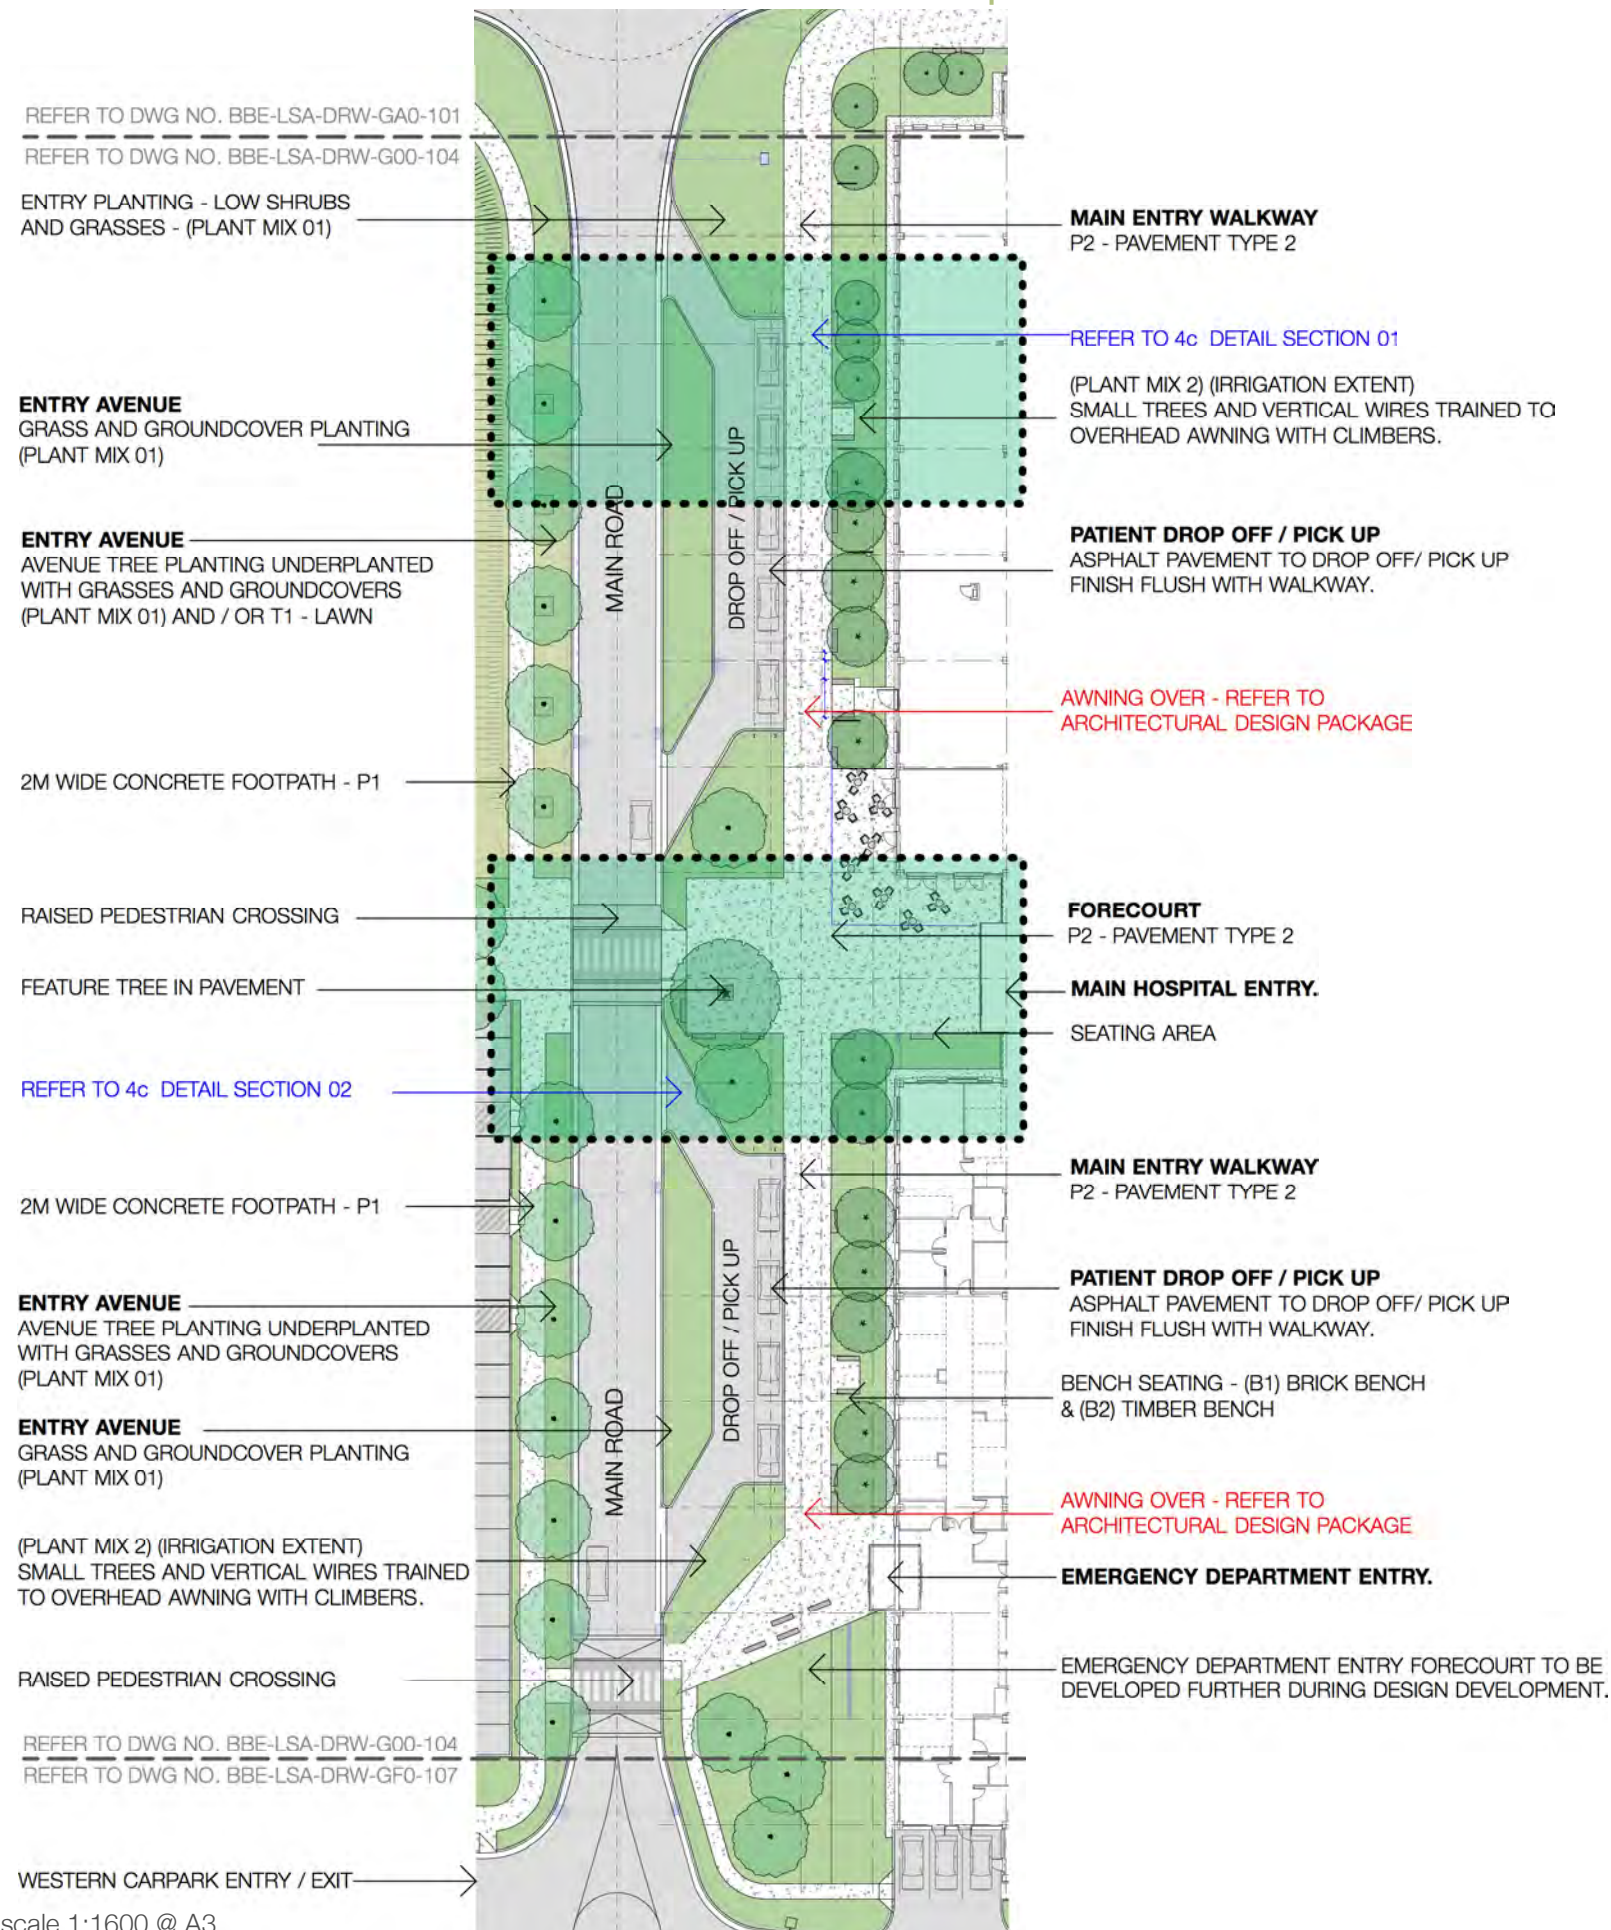 REFER TO DWG NO. BBE-LSA-DRW-GA0-101
REFER TO DWG NO. BBE-LSA-DRW-G00-104
ENTRY PLANTING - LOW SHRUBS
AND GRASSES - (PLANT MIX 01)
ENTRY AVENUE
GRASS AND GROUNDCOVER PLANTING
(PLANT MIX 01)
ENTRY AVENUE
AVENUE TREE PLANTING UNDERPLANTED
WITH GRASSES AND GROUNDCOVERS
(PLANT MIX 01) AND / OR T1 - LAWN
2M WIDE CONCRETE FOOTPATH - P1
RAISED PEDESTRIAN CROSSING
FEATURE TREE IN PAVEMENT
REFER TO 4c DETAIL SECTION 02
2M WIDE CONCRETE FOOTPATH - P1
ENTRY AVENUE
AVENUE TREE PLANTING UNDERPLANTED
WITH GRASSES AND GROUNDCOVERS
(PLANT MIX 01)
ENTRY AVENUE
GRASS AND GROUNDCOVER PLANTING
(PLANT MIX 01)
(PLANT MIX 2) (IRRIGATION EXTENT)
SMALL TREES AND VERTICAL WIRES TRAINED
TO OVERHEAD AWNING WITH CLIMBERS.
RAISED PEDESTRIAN CROSSING
REFER TO DWG NO. BBE-LSA-DRW-G00-104
REFER TO DWG NO. BBE-LSA-DRW-GF0-107
WESTERN CARPARK ENTRY / EXIT
scale 1:1600 @ A3
MAIN ROAD
DROP OFF / PICK UP
MAIN ROAD
DROP OFF / PICK UP
MAIN ENTRY WALKWAY
P2 - PAVEMENT TYPE 2
REFER TO 4c DETAIL SECTION 01
(PLANT MIX 2) (IRRIGATION EXTENT)
SMALL TREES AND VERTICAL WIRES TRAINED TO
OVERHEAD AWNING WITH CLIMBERS.
PATIENT DROP OFF / PICK UP
ASPHALT PAVEMENT TO DROP OFF/ PICK UP
FINISH FLUSH WITH WALKWAY.
AWNING OVER - REFER TO
ARCHITECTURAL DESIGN PACKAGE
FORECOURT
P2 - PAVEMENT TYPE 2
MAIN HOSPITAL ENTRY.
SEATING AREA
MAIN ENTRY WALKWAY
P2 - PAVEMENT TYPE 2
PATIENT DROP OFF / PICK UP
ASPHALT PAVEMENT TO DROP OFF/ PICK UP
FINISH FLUSH WITH WALKWAY.
BENCH SEATING - (B1) BRICK BENCH
& (B2) TIMBER BENCH
AWNING OVER - REFER TO
ARCHITECTURAL DESIGN PACKAGE
EMERGENCY DEPARTMENT ENTRY.
EMERGENCY DEPARTMENT ENTRY FORECOURT TO BE
DEVELOPED FURTHER DURING DESIGN DEVELOPMENT.